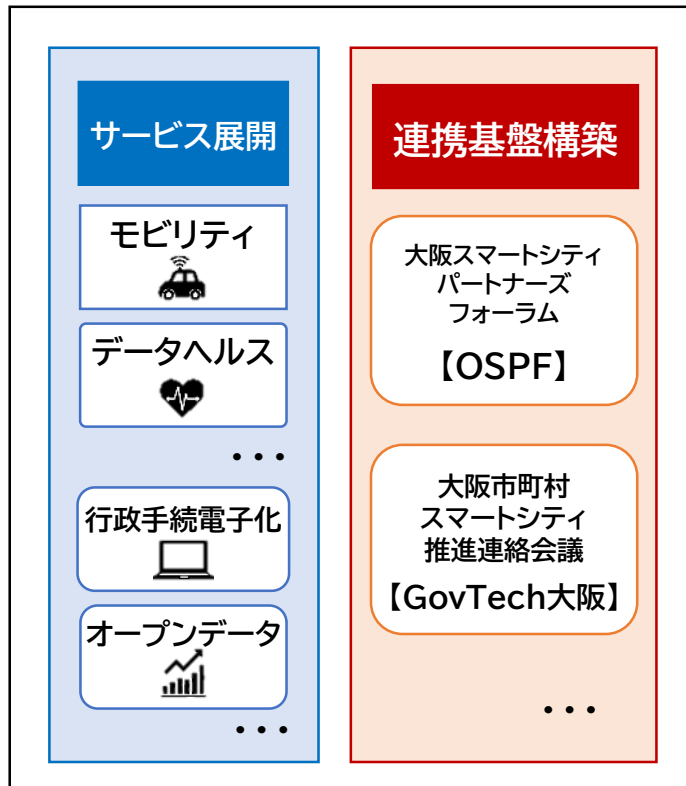 サービス展開
モビリティ
データヘルス
・・・
行政手続電子化
オープンデータ
・・・
連携基盤構築
大阪スマートシティ
パートナーズ
フォーラム
【OSPF】
大阪市町村
スマートシティ
推進連絡会議
【GovTech大阪】
・・・